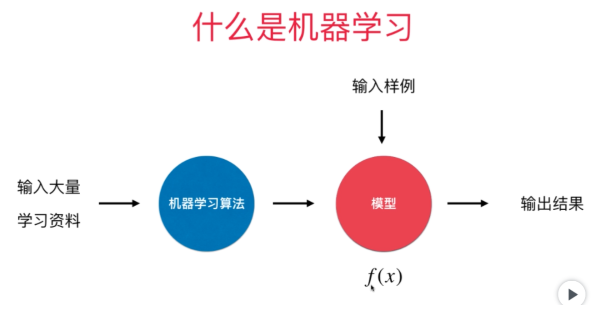 什么是机器学习
输入样例
输入大量
学习资料
机器学习算法
模型
输出结果
f(x)